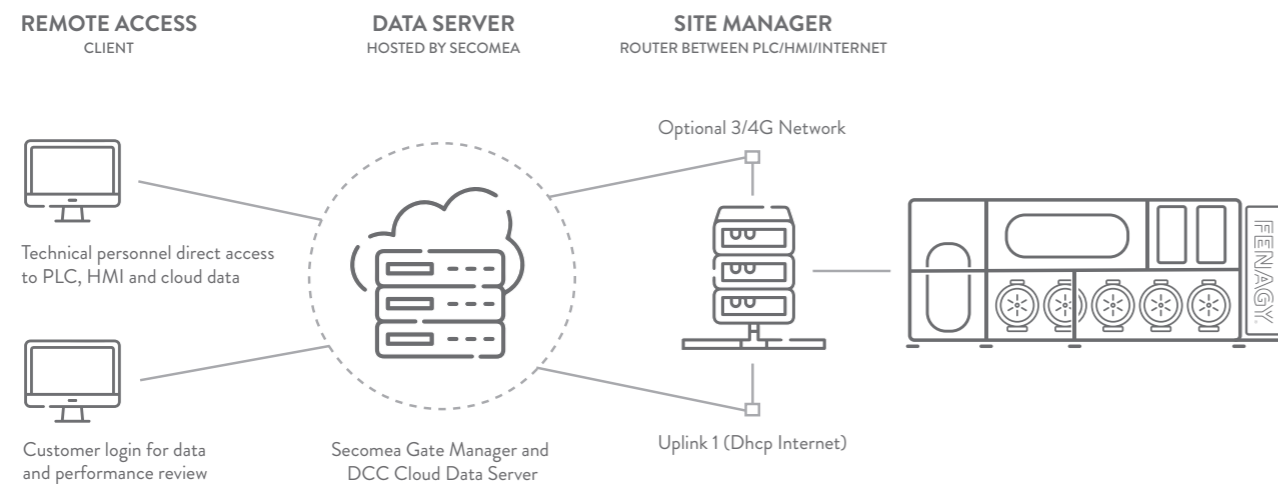 REMOTE ACCESS
CLIENT
DATA SERVER
HOSTED BY SECOMEA
SITE MANAGER
ROUTER BETWEEN PLC/HMI/INTERNET
Optional 3/4G Network
Technical personnel direct access
to PLC, HMI and cloud data
FENAGY
Customer login for data
and performance review
Secomea Gate Manager and
DCC Cloud Data Server
Uplink 1 (Dhcp Internet)